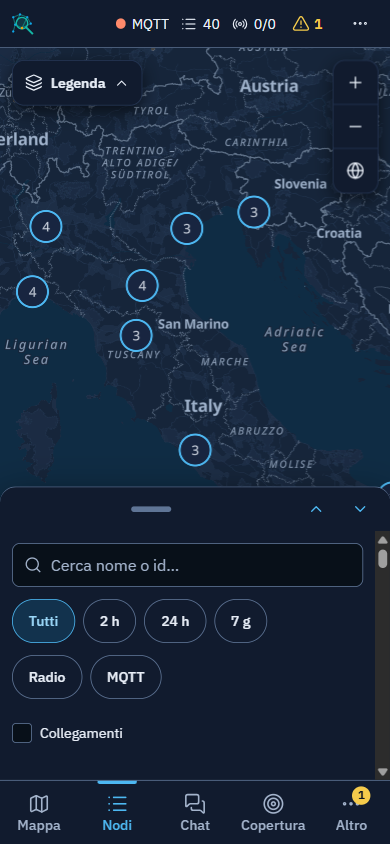 MQTT 40 0/0 1
AUSTRIA
Legenda
Austria
TYROL
erland
TRENTINO –
ALTO ADIGE/
SÜDTIROL
CARINTHIA
Slovenia
4
3
3
Croatia
4
4
3
San Marino
Ligurian
Sea
Adriatic
Sea
TUSCANY
MARCHE
Italy
ABRUZZO
3
MOLISE
Cerca nome o id...
Tutti
2 h
24 h
7 g
Radio
MQTT
Collegamenti
1
Mappa
Nodi
Chat
Copertura
Altro